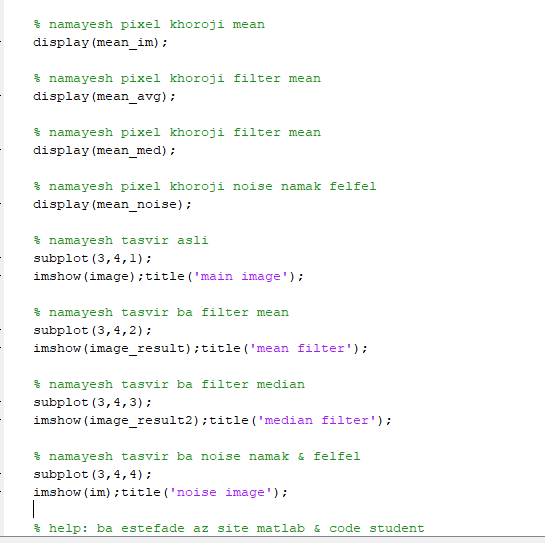 % namayesh pixel khoroji mean
display(mean_im);
% namayesh pixel khoroji filter mean
display(mean_avg);
% namayesh pixel khoroji filter mean
display(mean_med);
% namayesh pixel khoroji noise namak felfel
display(mean_noise);
% namayesh tasvir asli
subplot(3,4,1);
imshow(image);title('main image');
% namayesh tasvir ba filter mean
subplot(3,4,2);
imshow(image_result);title('mean filter');
% namayesh tasvir ba filter median
subplot(3,4,3);
imshow(image_result2);title('median filter');
% namayesh tasvir ba noise namak & felfel
subplot(3,4,4);
imshow(im);title('noise image');
% help: ba estefade az site matlab & code student